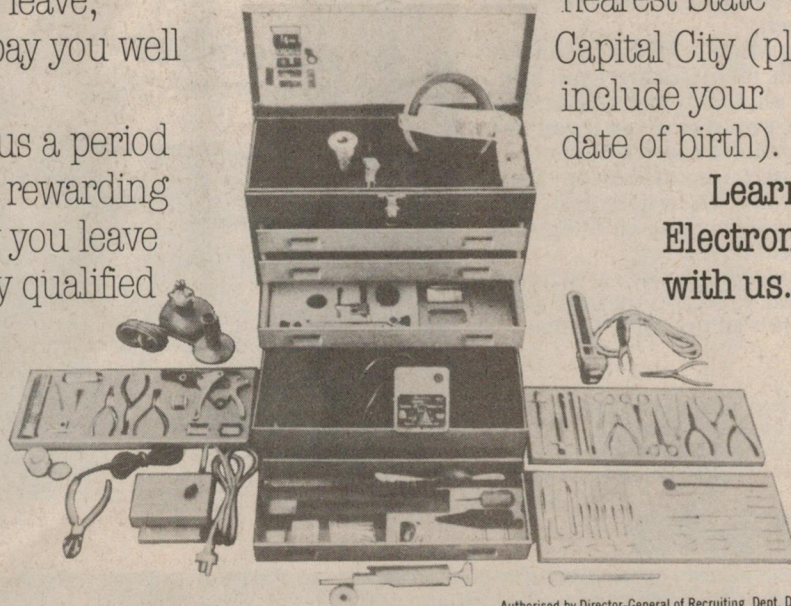 leave,
pay you well
us a period
rewarding
you leave
qualified
nearest State
Capital City (pl
include your
date of birth).
Learn
Electron
with us.
Authorised by Director-General of Recruiting, Dept. D